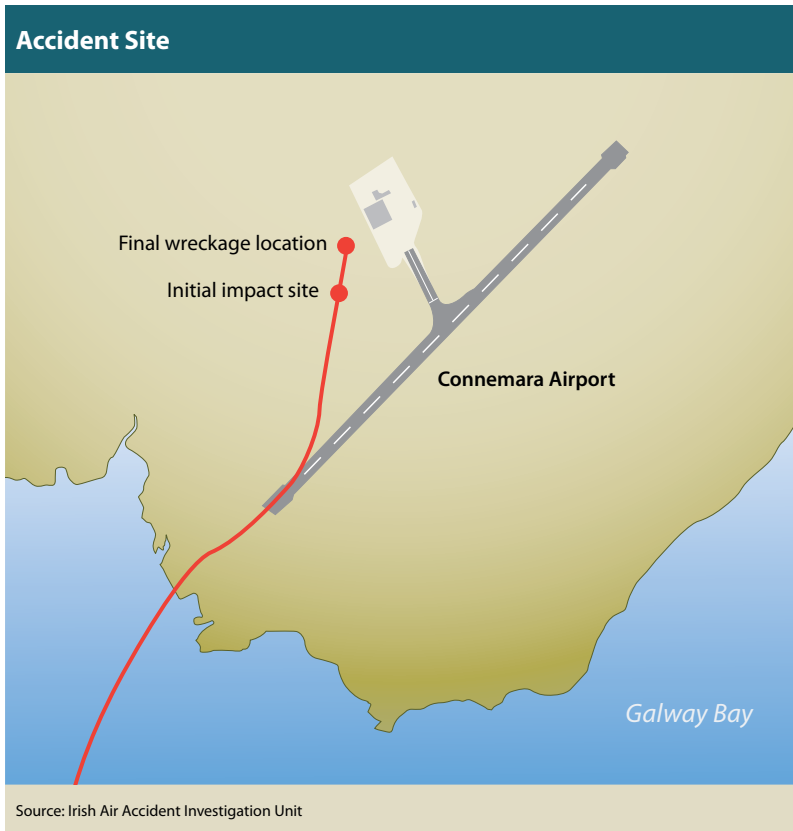 Accident Site
Final wreckage location
Initial impact site
Connemara Airport
Galway Bay
Source: Irish Air Accident Investigation Unit